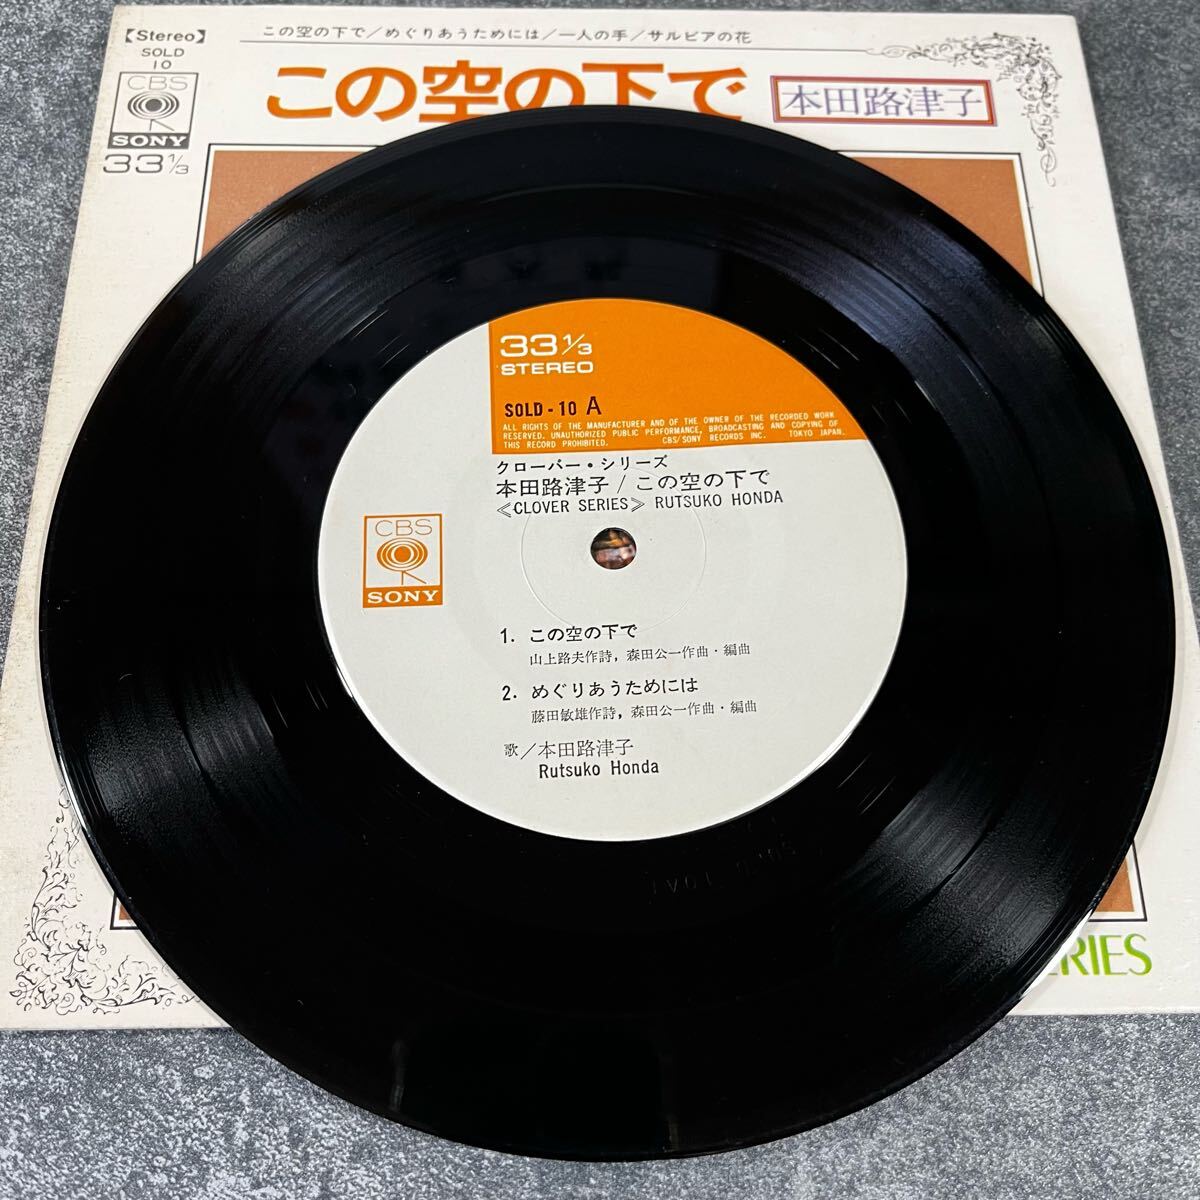 【Stereo】
SOLD
10
CBS
SONY
33 1/3
この空の下で／めぐりあうためには／一人の手／サルビアの花
この空の下で
本田路津子
33 1/3
STEREO
SOLD - 10 A
ALL RIGHTS OF THE MANUFACTURER AND OF THE OWNER OF THE RECORDED WORK
RESERVED. UNAUTHORIZED PUBLIC PERFORMANCE, BROADCASTING AND COPYING OF
THIS RECORD PROHIBITED. CBS/SONY RECORDS INC. TOKYO JAPAN.
クローバー・シリーズ
本田路津子 / この空の下で
≪CLOVER SERIES≫ RUTSUKO HONDA
CBS
SONY
1. この空の下で
山上路夫作詩，森田公一作曲・編曲
2. めぐりあうためには
藤田敏雄作詩，森田公一作曲・編曲
歌／本田路津子
Rutsuko Honda
ERIES